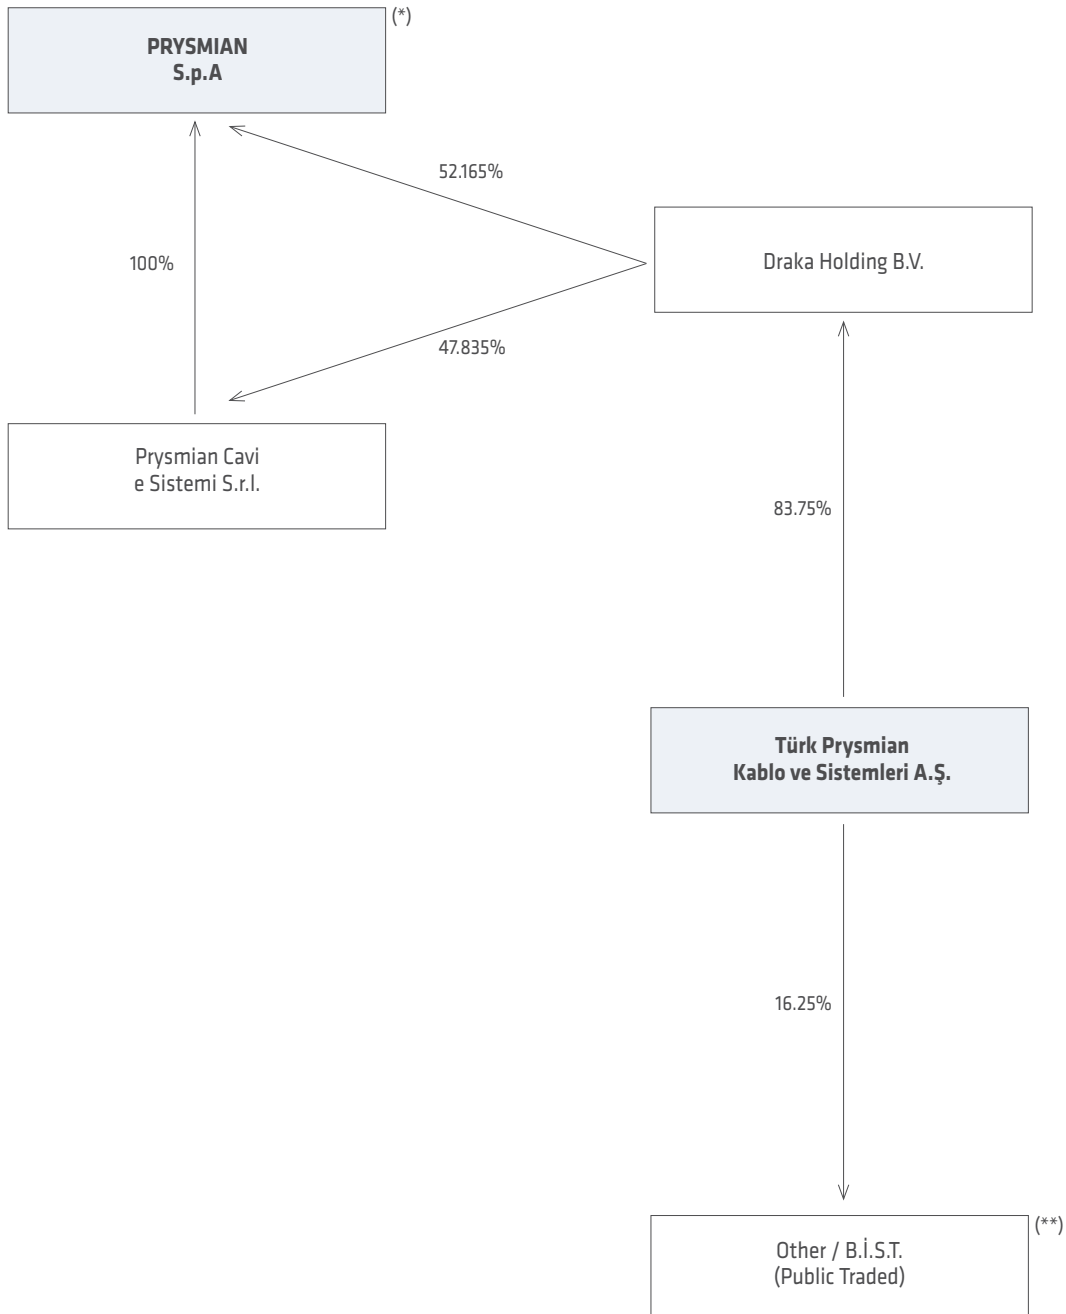 (*)
PRYSMIAN
S.p.A
52.165%
100%
Draka Holding B.V.
47.835%
Prysmian Cavi
e Sistemi S.r.l.
83.75%
Türk Prysmian
Kablo ve Sistemleri A.Ş.
16.25%
(**)
Other / B.İ.S.T.
(Public Traded)